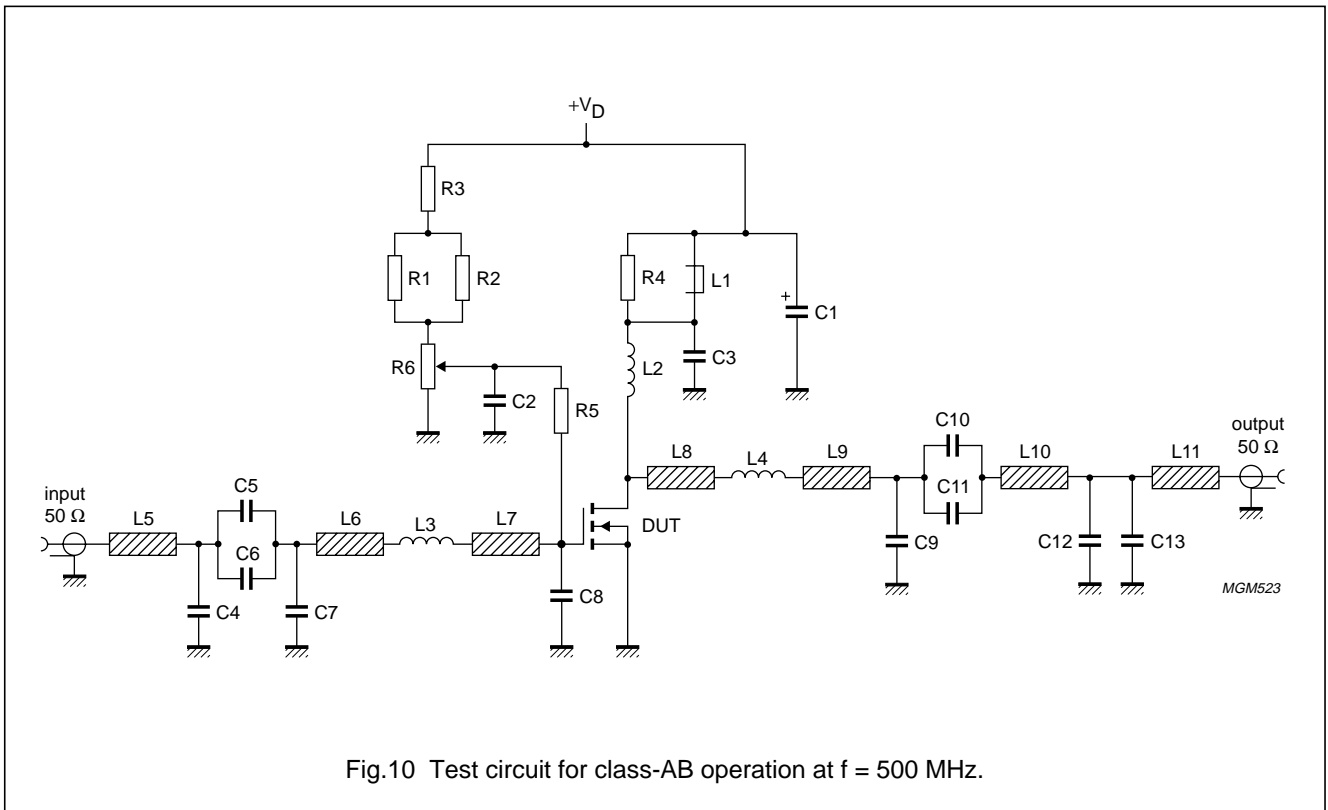 +VD
R3
R1
R2
R4
L1
C1
+
R6
L2
C3
C2
R5
C10
output
50 Ω
L8
L4
L9
L10
L11
C5
C11
input
50 Ω
L5
L6
L3
L7
DUT
C6
C9
C12
C13
C8
MGM523
C4
C7
Fig.10 Test circuit for class-AB operation at f = 500 MHz.